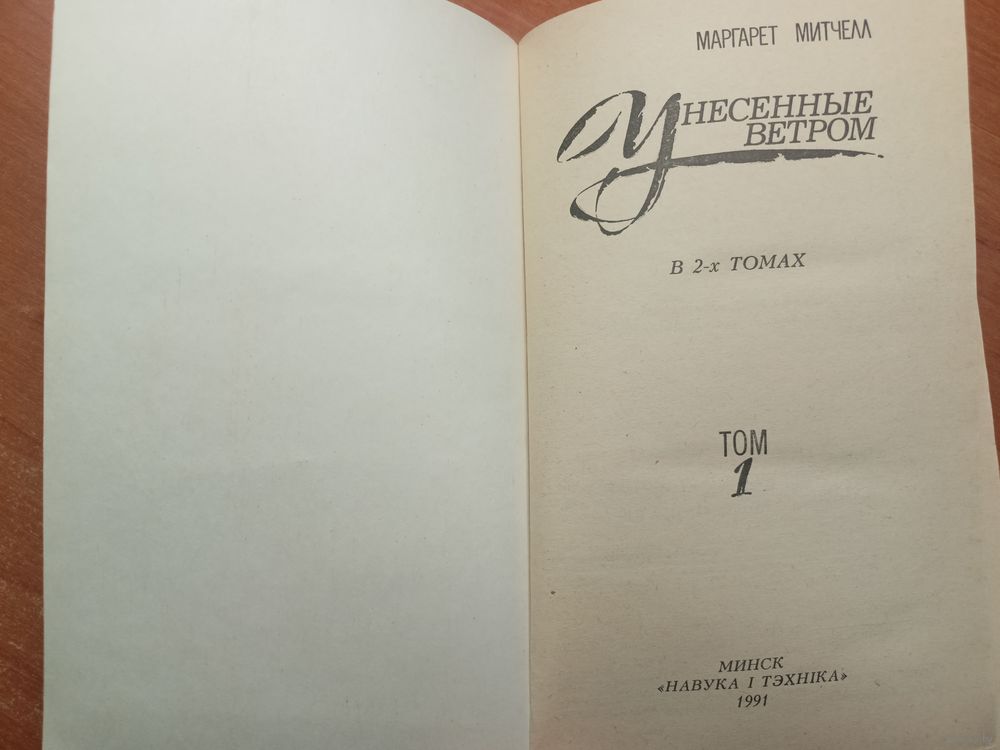 МАРГАРЕТ МИТЧЕЛЛ
УНЕСЕННЫЕ
ВЕТРОМ
В 2-х ТОМАХ
ТОМ
1
МИНСК
«НАВУКА І ТЭХНІКА»
1991